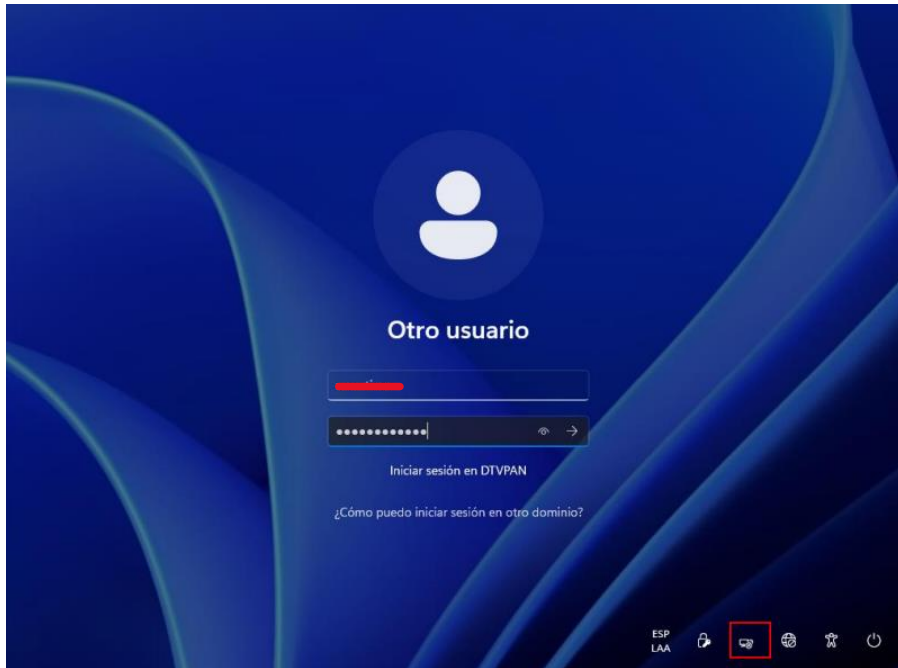 Otro usuario
Iniciar sesión en DTVPAN
¿Cómo puedo iniciar sesión en otro dominio?
ESP
LAA